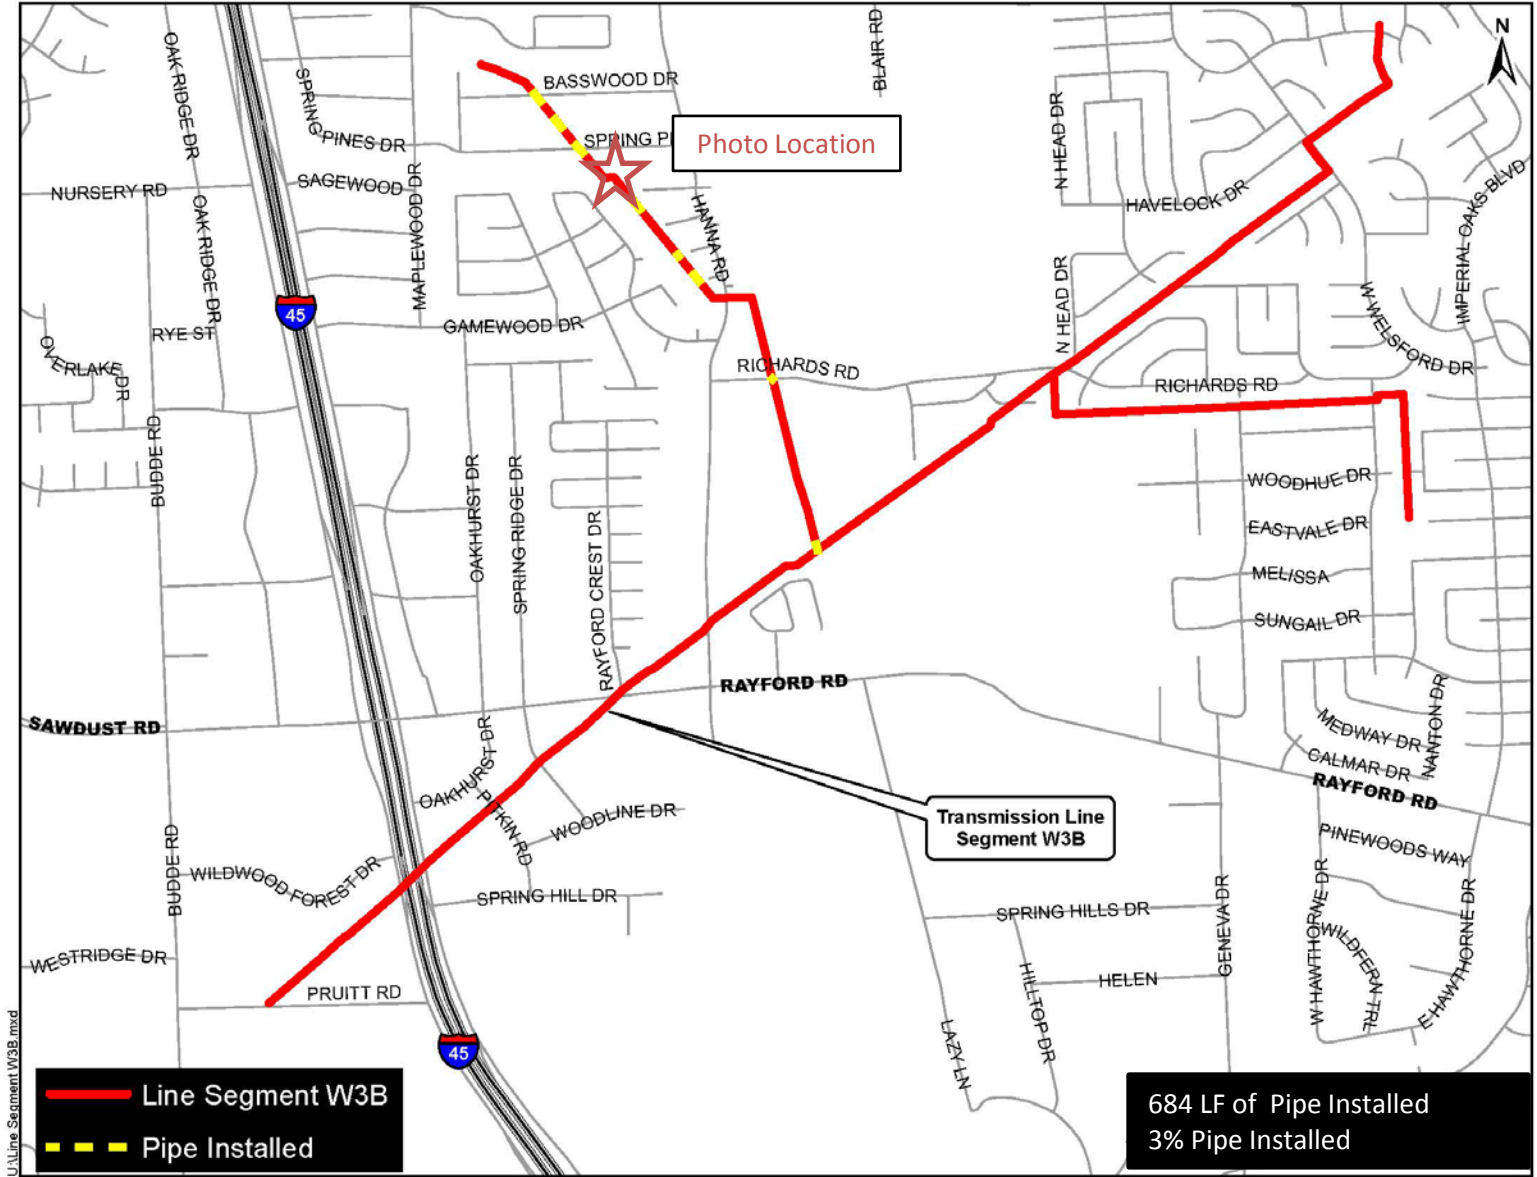 N
OAK RIDGE DR
SPRING PINES DR
BASSWOOD DR
BLAIR RD
SPRING PI
Photo Location
N HEAD DR
NURSERY RD
SAGEWOOD
MAPLEWOOD DR
HANNA RD
HAVELOCK DR
IMPERIAL OAKS BLVD
OAK RIDGE DR
45
RYE ST
GAMEWOOD DR
N HEAD DR
W WELSFORD DR
OVERLAKE DR
RICHARDS RD
RICHARDS RD
BUDDE RD
OAKHURST DR
SPRING RIDGE DR
RAYFORD CREST DR
WOODHUE DR
EASTVALE DR
MELISSA
SUNGAIL DR
RAYFORD RD
SAWDUST RD
OAKHURST DR
MEDWAY DR
NANTON DR
CALMAR DR
RAYFORD RD
PITKIN RD
WOODLINE DR
Transmission Line
Segment W3B
PINEWOODS WAY
BUDDE RD
WILDWOOD FOREST DR
SPRING HILL DR
SPRING HILLS DR
GENEVA DR
W HAWTHORNE DR
WILDFERN TRL
E HAWTHORNE DR
WESTRIDGE DR
PRUITT RD
HELEN
HILLTOP DR
LAZY LN
45
U:\Line Segment W3B.mxd
Line Segment W3B
Pipe Installed
684 LF of Pipe Installed
3% Pipe Installed